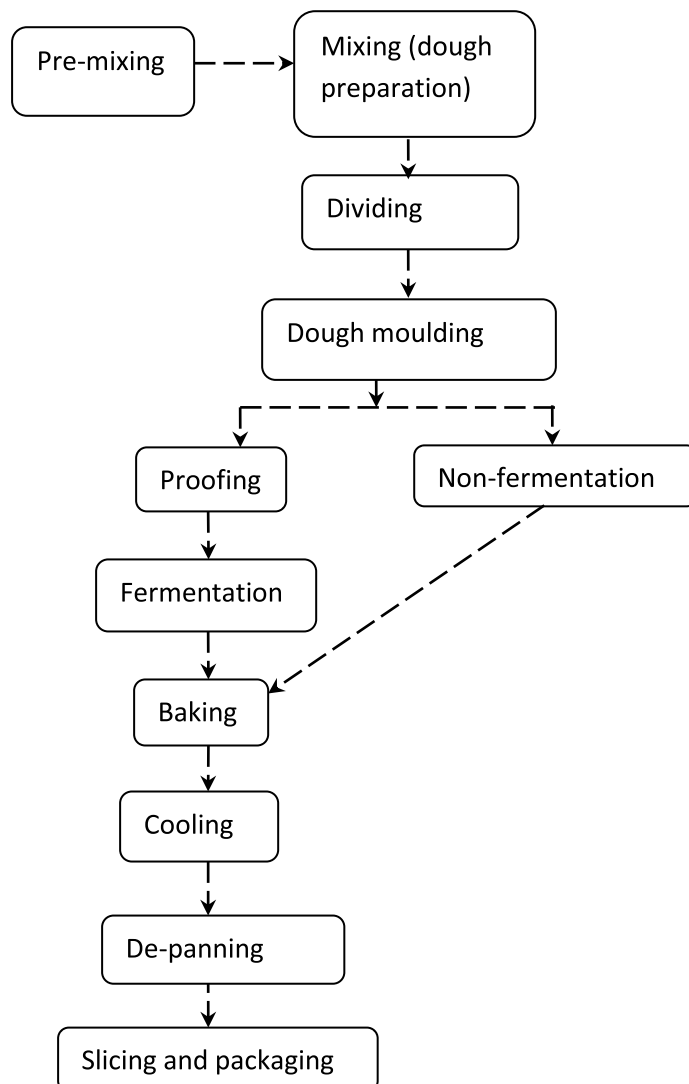 Pre-mixing
Mixing (dough
preparation)
Dividing
Dough moulding
Proofing
Non-fermentation
Fermentation
Baking
Cooling
De-panning
Slicing and packaging